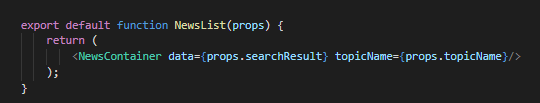 export default function NewsList(props) {
    return (
        <NewsContainer data={props.searchResult} topicName={props.topicName}/>
    );
}